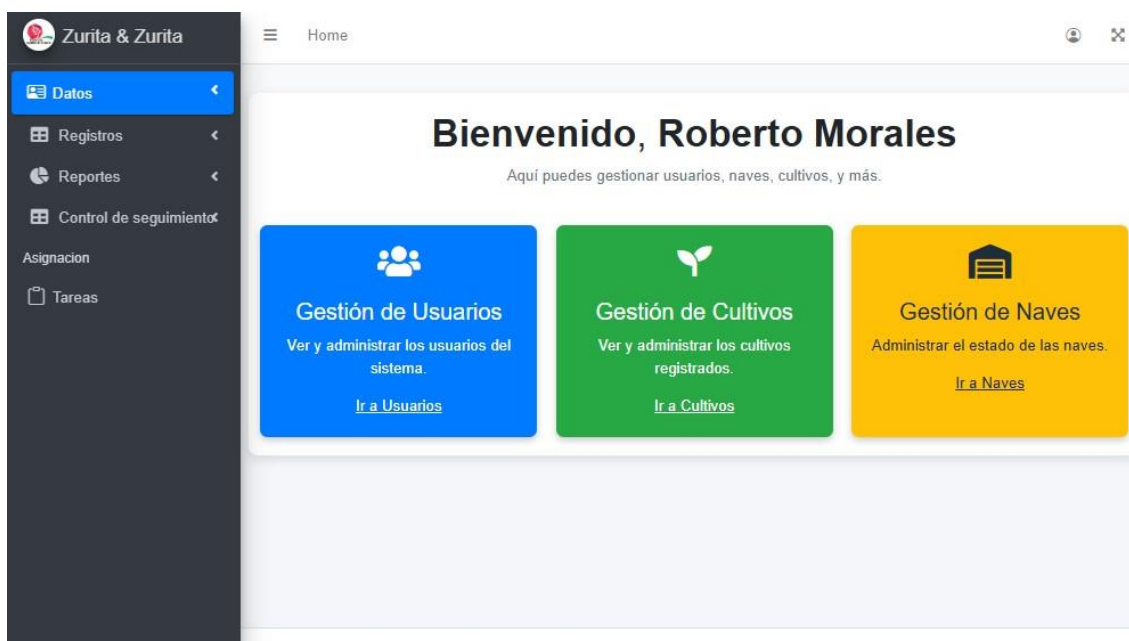 Zurita & Zurita
Home
Datos
Registros
Reportes
Control de seguimiento
Asignacion
Tareas
Bienvenido, Roberto Morales
Aquí puedes gestionar usuarios, naves, cultivos, y más.
Gestión de Usuarios
Ver y administrar los usuarios del
sistema.
Ir a Usuarios
Gestión de Cultivos
Ver y administrar los cultivos
registrados.
Ir a Cultivos
Gestión de Naves
Administrar el estado de las naves.
Ir a Naves